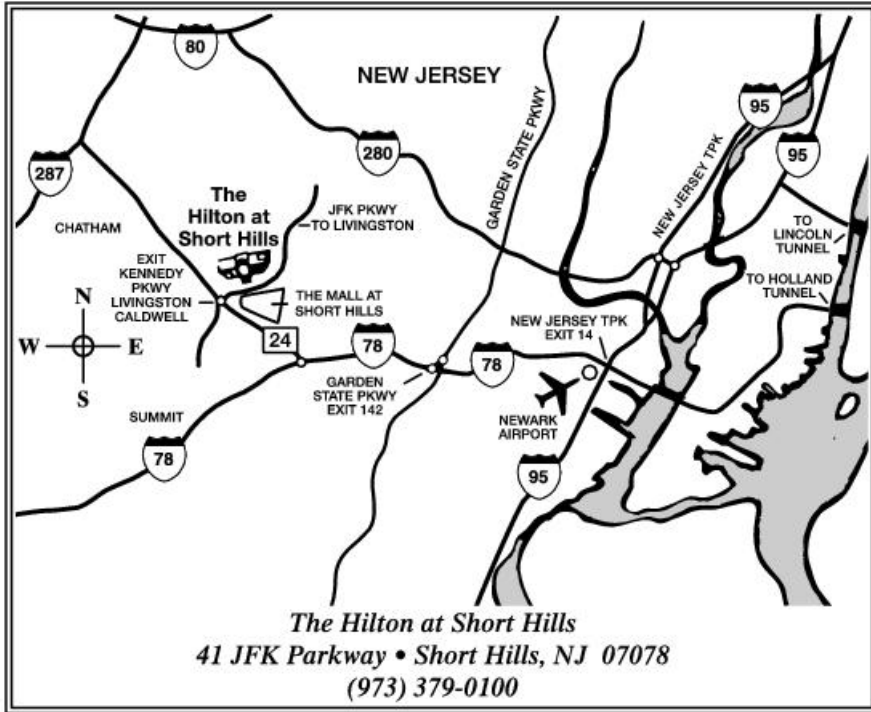 80
NEW JERSEY
95
GARDEN STATE PKWY
NEW JERSEY TPK
280
95
287
The
Hilton at
Short Hills
JFK PKWY
TO LIVINGSTON
CHATHAM
TO
LINCOLN
TUNNEL
EXIT
KENNEDY
PKWY
LIVINGSTON
CALDWELL
TO HOLLAND
TUNNEL
N
W E
S
THE MALL AT
SHORT HILLS
NEW JERSEY TPK
EXIT 14
24
78
78
GARDEN
STATE PKWY
EXIT 142
SUMMIT
NEWARK
AIRPORT
78
95
The Hilton at Short Hills
41 JFK Parkway • Short Hills, NJ 07078
(973) 379-0100